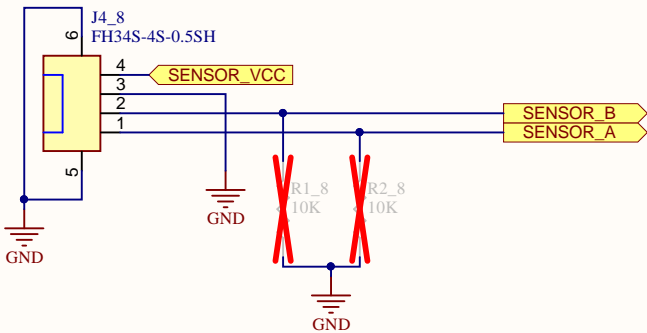 J4_8
FH34S-4S-0.5SH
6
4
SENSOR_VCC
3
2
SENSOR_B
1
SENSOR_A
5
R1_8
R2_8
10K
10K
GND
GND
GND